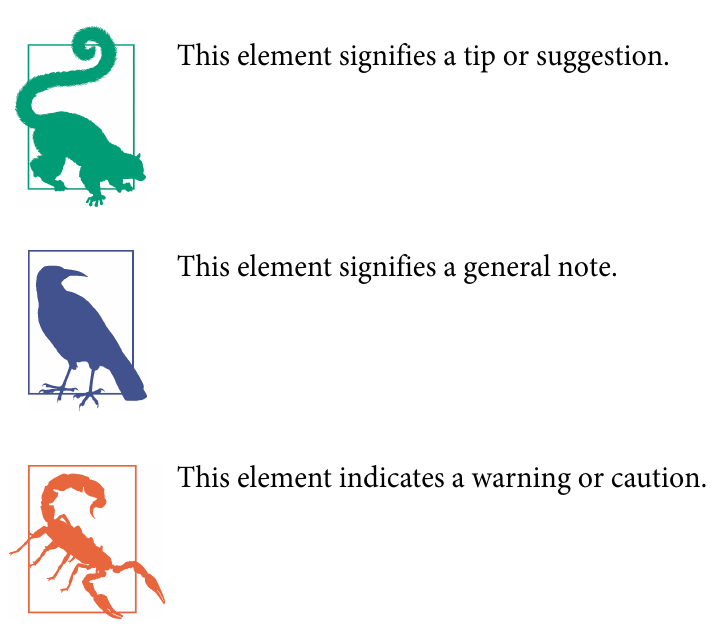 This element signifies a tip or suggestion.
This element signifies a general note.
This element indicates a warning or caution.